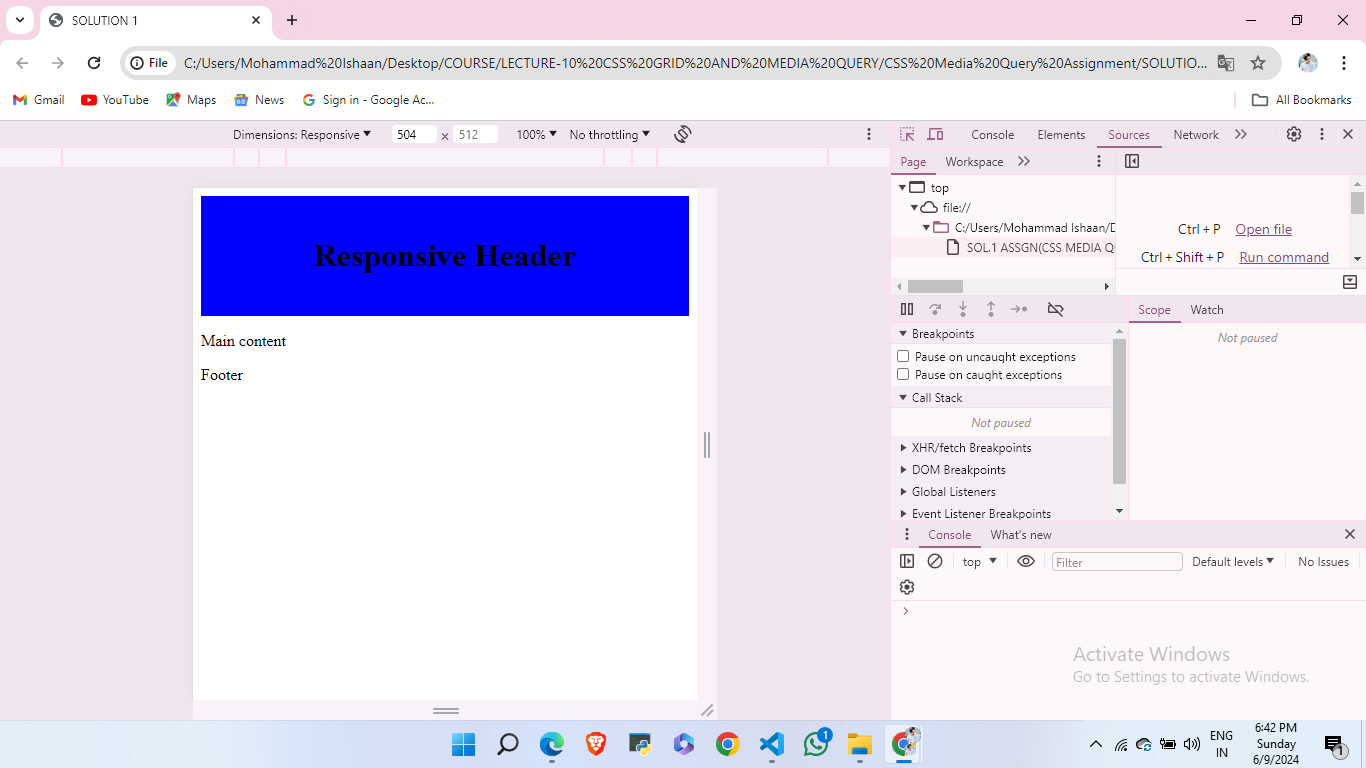 SOLUTION 1
File
C:/Users/Mohammad%20Ishaan/Desktop/COURSE/LECTURE-10%20CSS%20GRID%20AND%20MEDIA%20QUERY/CSS%20Media%20Query%20Assignment/SOLUTIO...
Gmail
YouTube
Maps
News
Sign in - Google Ac...
All Bookmarks
Dimensions: Responsive
504
×
512
100%
No throttling
Console
Elements
Sources
Network
Page
Workspace
top
file://
C:/Users/Mohammad Ishaan/D
SOL.1 ASSGN(CSS MEDIA QU
Ctrl + P Open file
Ctrl + Shift + P Run command
Responsive Header
Main content
Footer
Scope
Watch
Not paused
Breakpoints
Pause on uncaught exceptions
Pause on caught exceptions
Call Stack
Not paused
XHR/fetch Breakpoints
DOM Breakpoints
Global Listeners
Event Listener Breakpoints
Console
What's new
top
Filter
Default levels
No Issues
Activate Windows
Go to Settings to activate Windows.
1
ENG
IN
6:42 PM
Sunday
6/9/2024
1